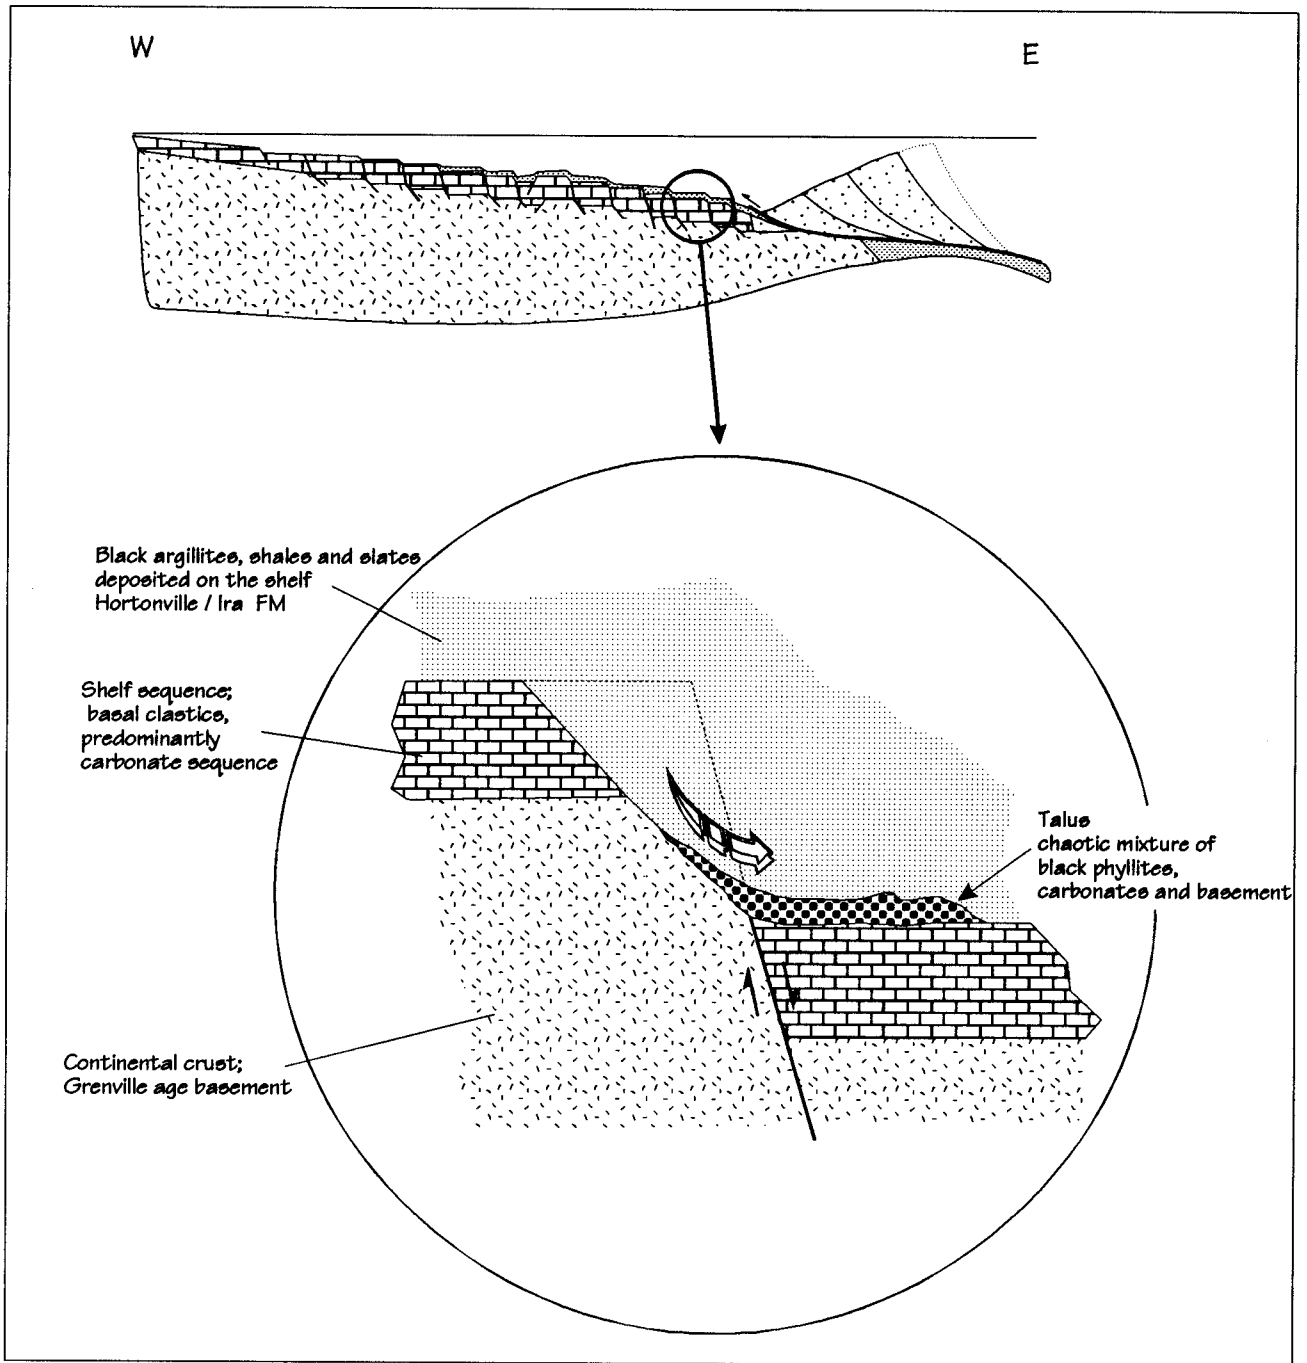 W
E
Black argillites, shales and slates
deposited on the shelf
Hortonville / Ira FM
Shelf sequence;
basal clastics,
predominantly
carbonate sequence
Talus
chaotic mixture of
black phyllites,
carbonates and basement
Continental crust;
Grenville age basement